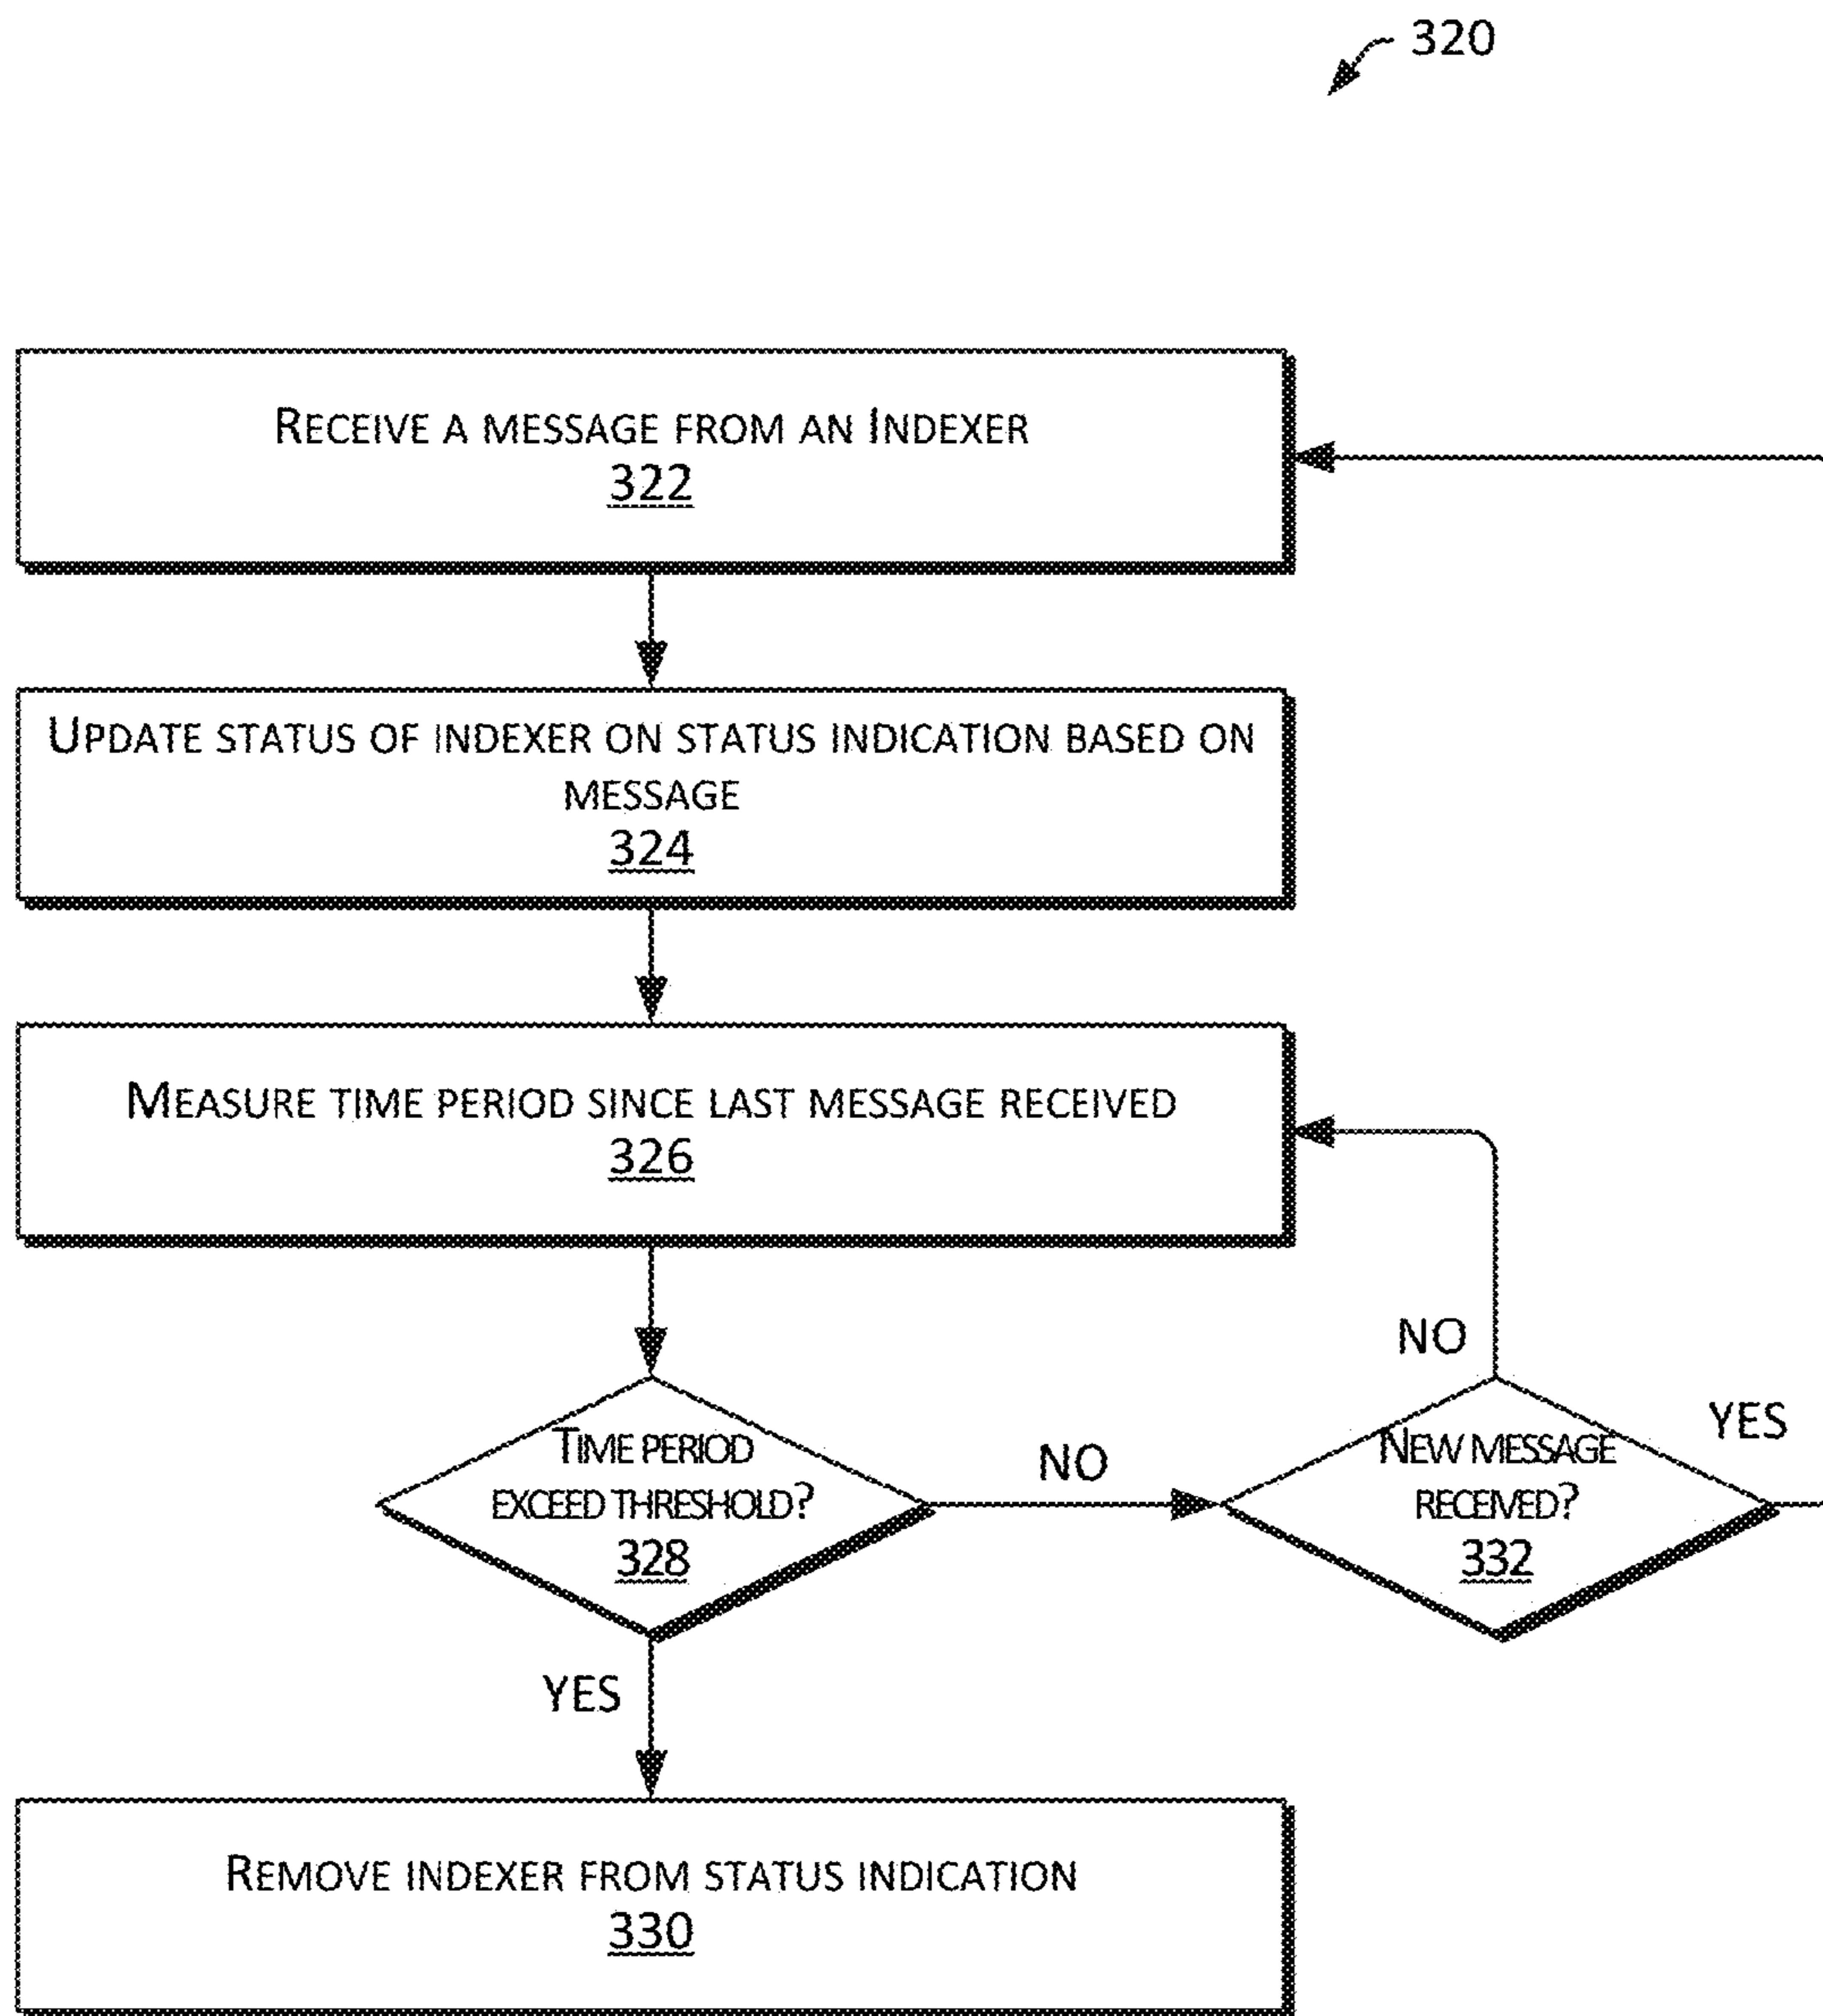 320
RECEIVE A MESSAGE FROM AN INDEXER
322
UPDATE STATUS OF INDEXER ON STATUS INDICATION BASED ON
MESSAGE
324
MEASURE TIME PERIOD SINCE LAST MESSAGE RECEIVED
326
NO
YES
TIME PERIOD
EXCEED THRESHOLD?
328
NO
NEW MESSAGE
RECEIVED?
332
YES
REMOVE INDEXER FROM STATUS INDICATION
330